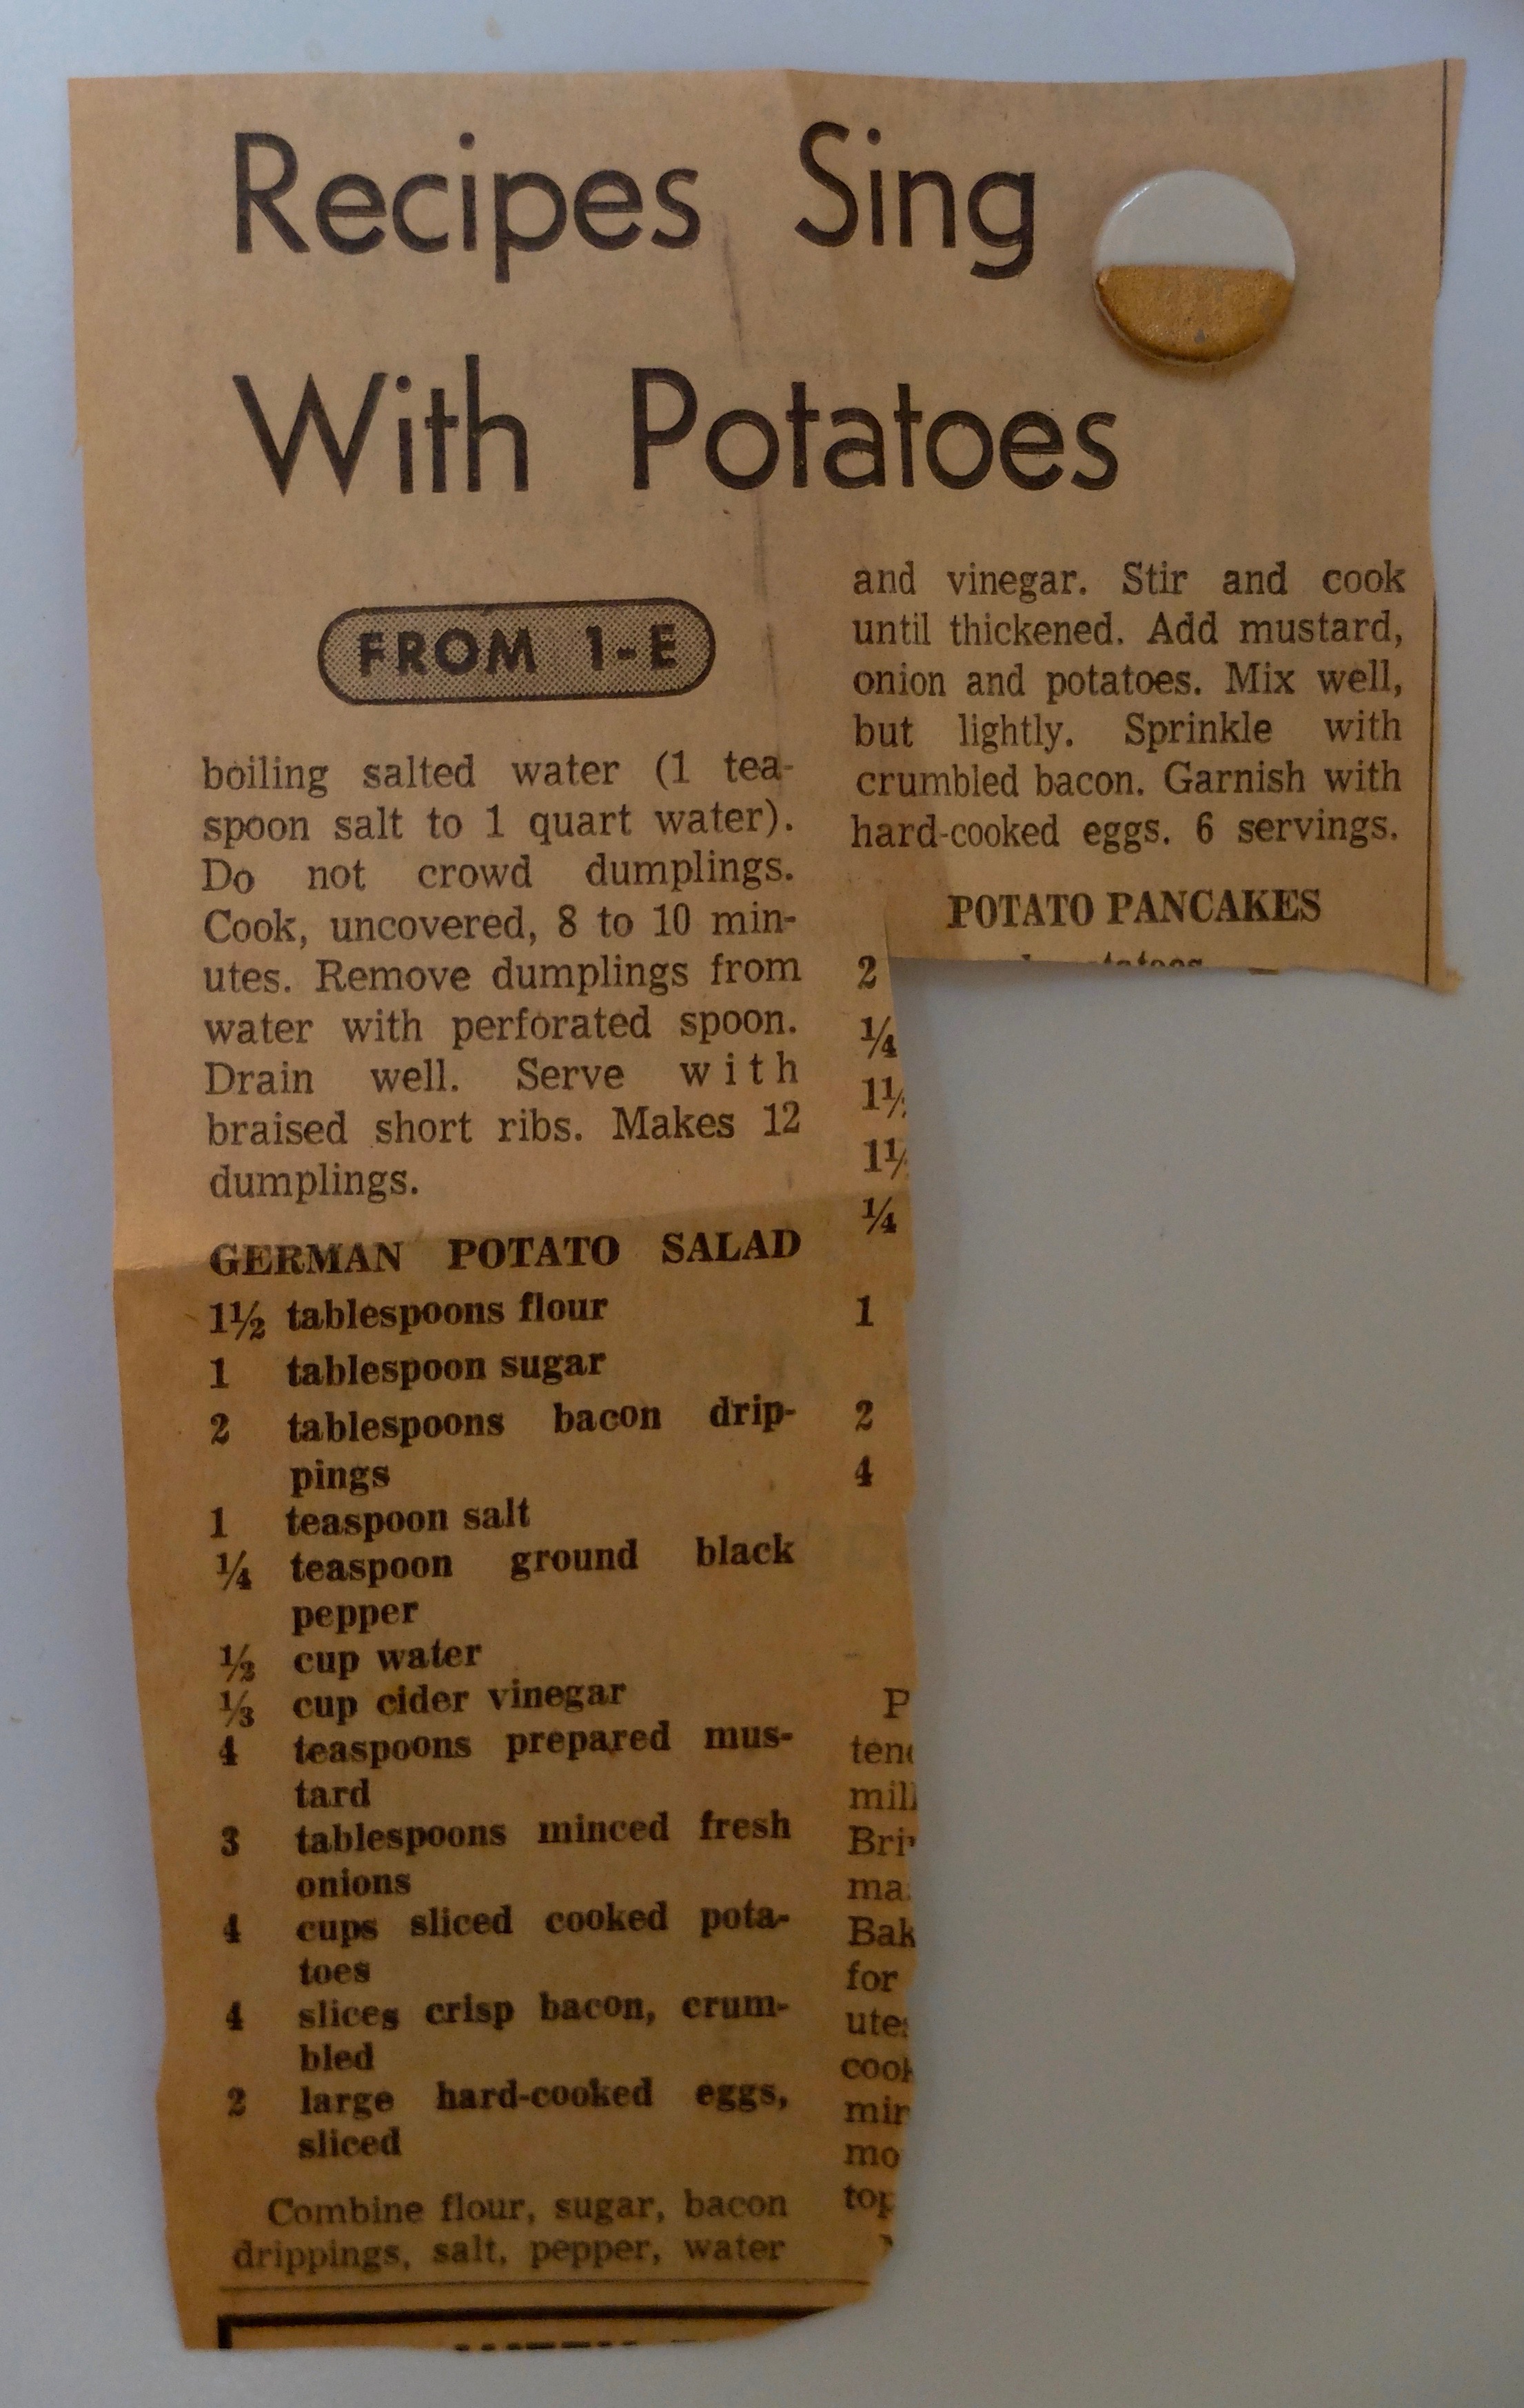 Recipes Sing
With Potatoes
FROM 1-E
boiling salted water (1 tea-
spoon salt to 1 quart water).
Do not crowd dumplings.
Cook, uncovered, 8 to 10 min-
utes. Remove dumplings from
water with perforated spoon.
Drain well. Serve with
braised short ribs. Makes 12
dumplings.
GERMAN POTATO SALAD
1½ tablespoons flour
1 tablespoon sugar
2 tablespoons bacon drip-
pings
1 teaspoon salt
¼ teaspoon ground black
pepper
½ cup water
⅓ cup cider vinegar
4 teaspoons prepared mus-
tard
3 tablespoons minced fresh
onions
4 cups sliced cooked pota-
toes
4 slices crisp bacon, crum-
bled
2 large hard-cooked eggs,
sliced
Combine flour, sugar, bacon
drippings, salt, pepper, water
and vinegar. Stir and cook
until thickened. Add mustard,
onion and potatoes. Mix well,
but lightly. Sprinkle with
crumbled bacon. Garnish with
hard-cooked eggs. 6 servings.
POTATO PANCAKES
2
¼
¼
1
2
4
for